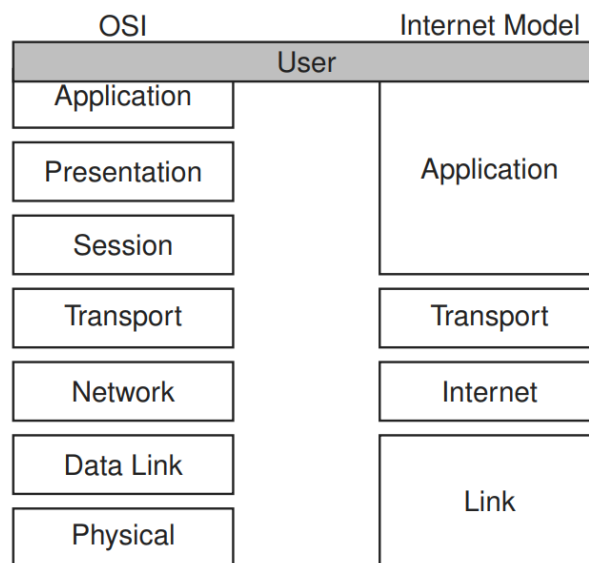 OSI Internet Model
User
Application
Presentation
Session
Transport
Network
Data Link
Physical
Application
Transport
Internet
Link